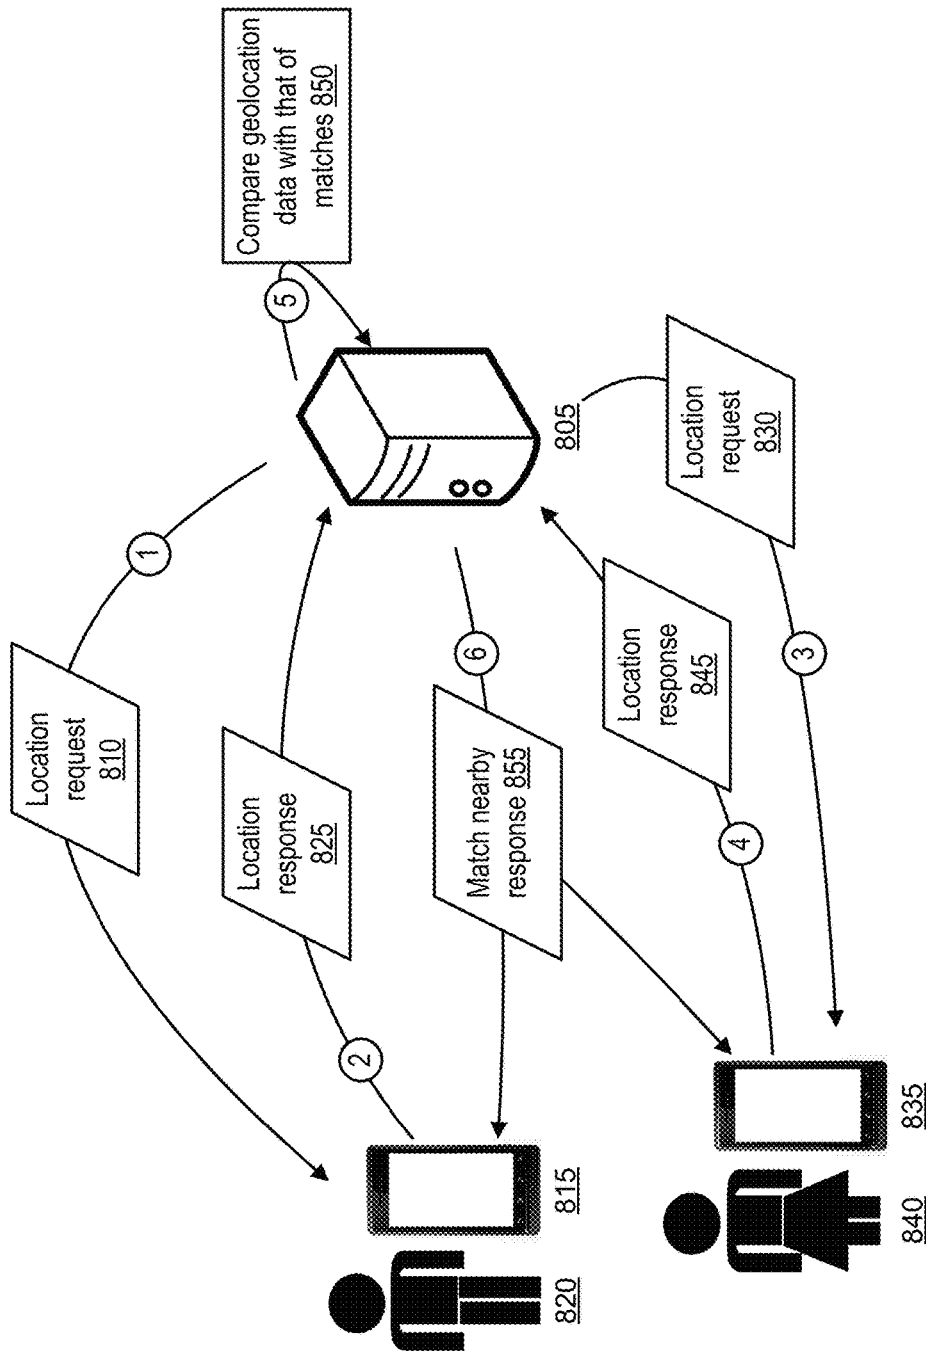 1
Location
request
810
2
Location
response
825
Match nearby
response 855
6
Location
response
845
4
3
Location
request
830
5
Compare geolocation
data with that of
matches 850
805
815
820
835
840